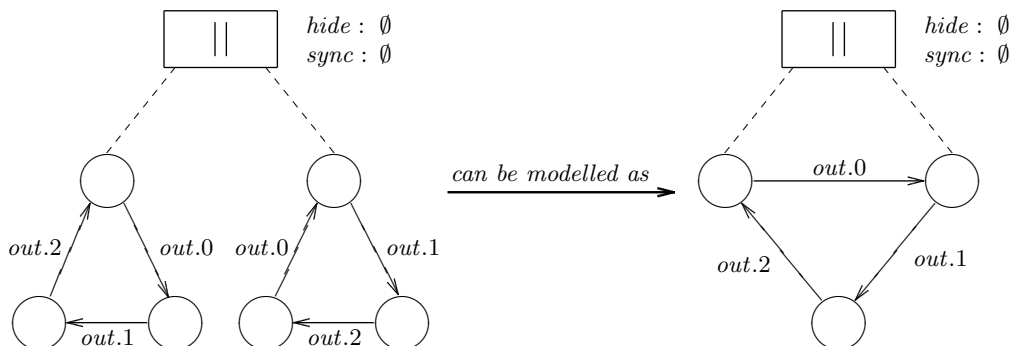 ||
hide : ∅
sync : ∅
out.2
out.0
out.1
out.0
out.1
out.2
can be modelled as
||
hide : ∅
sync : ∅
out.0
out.2
out.1